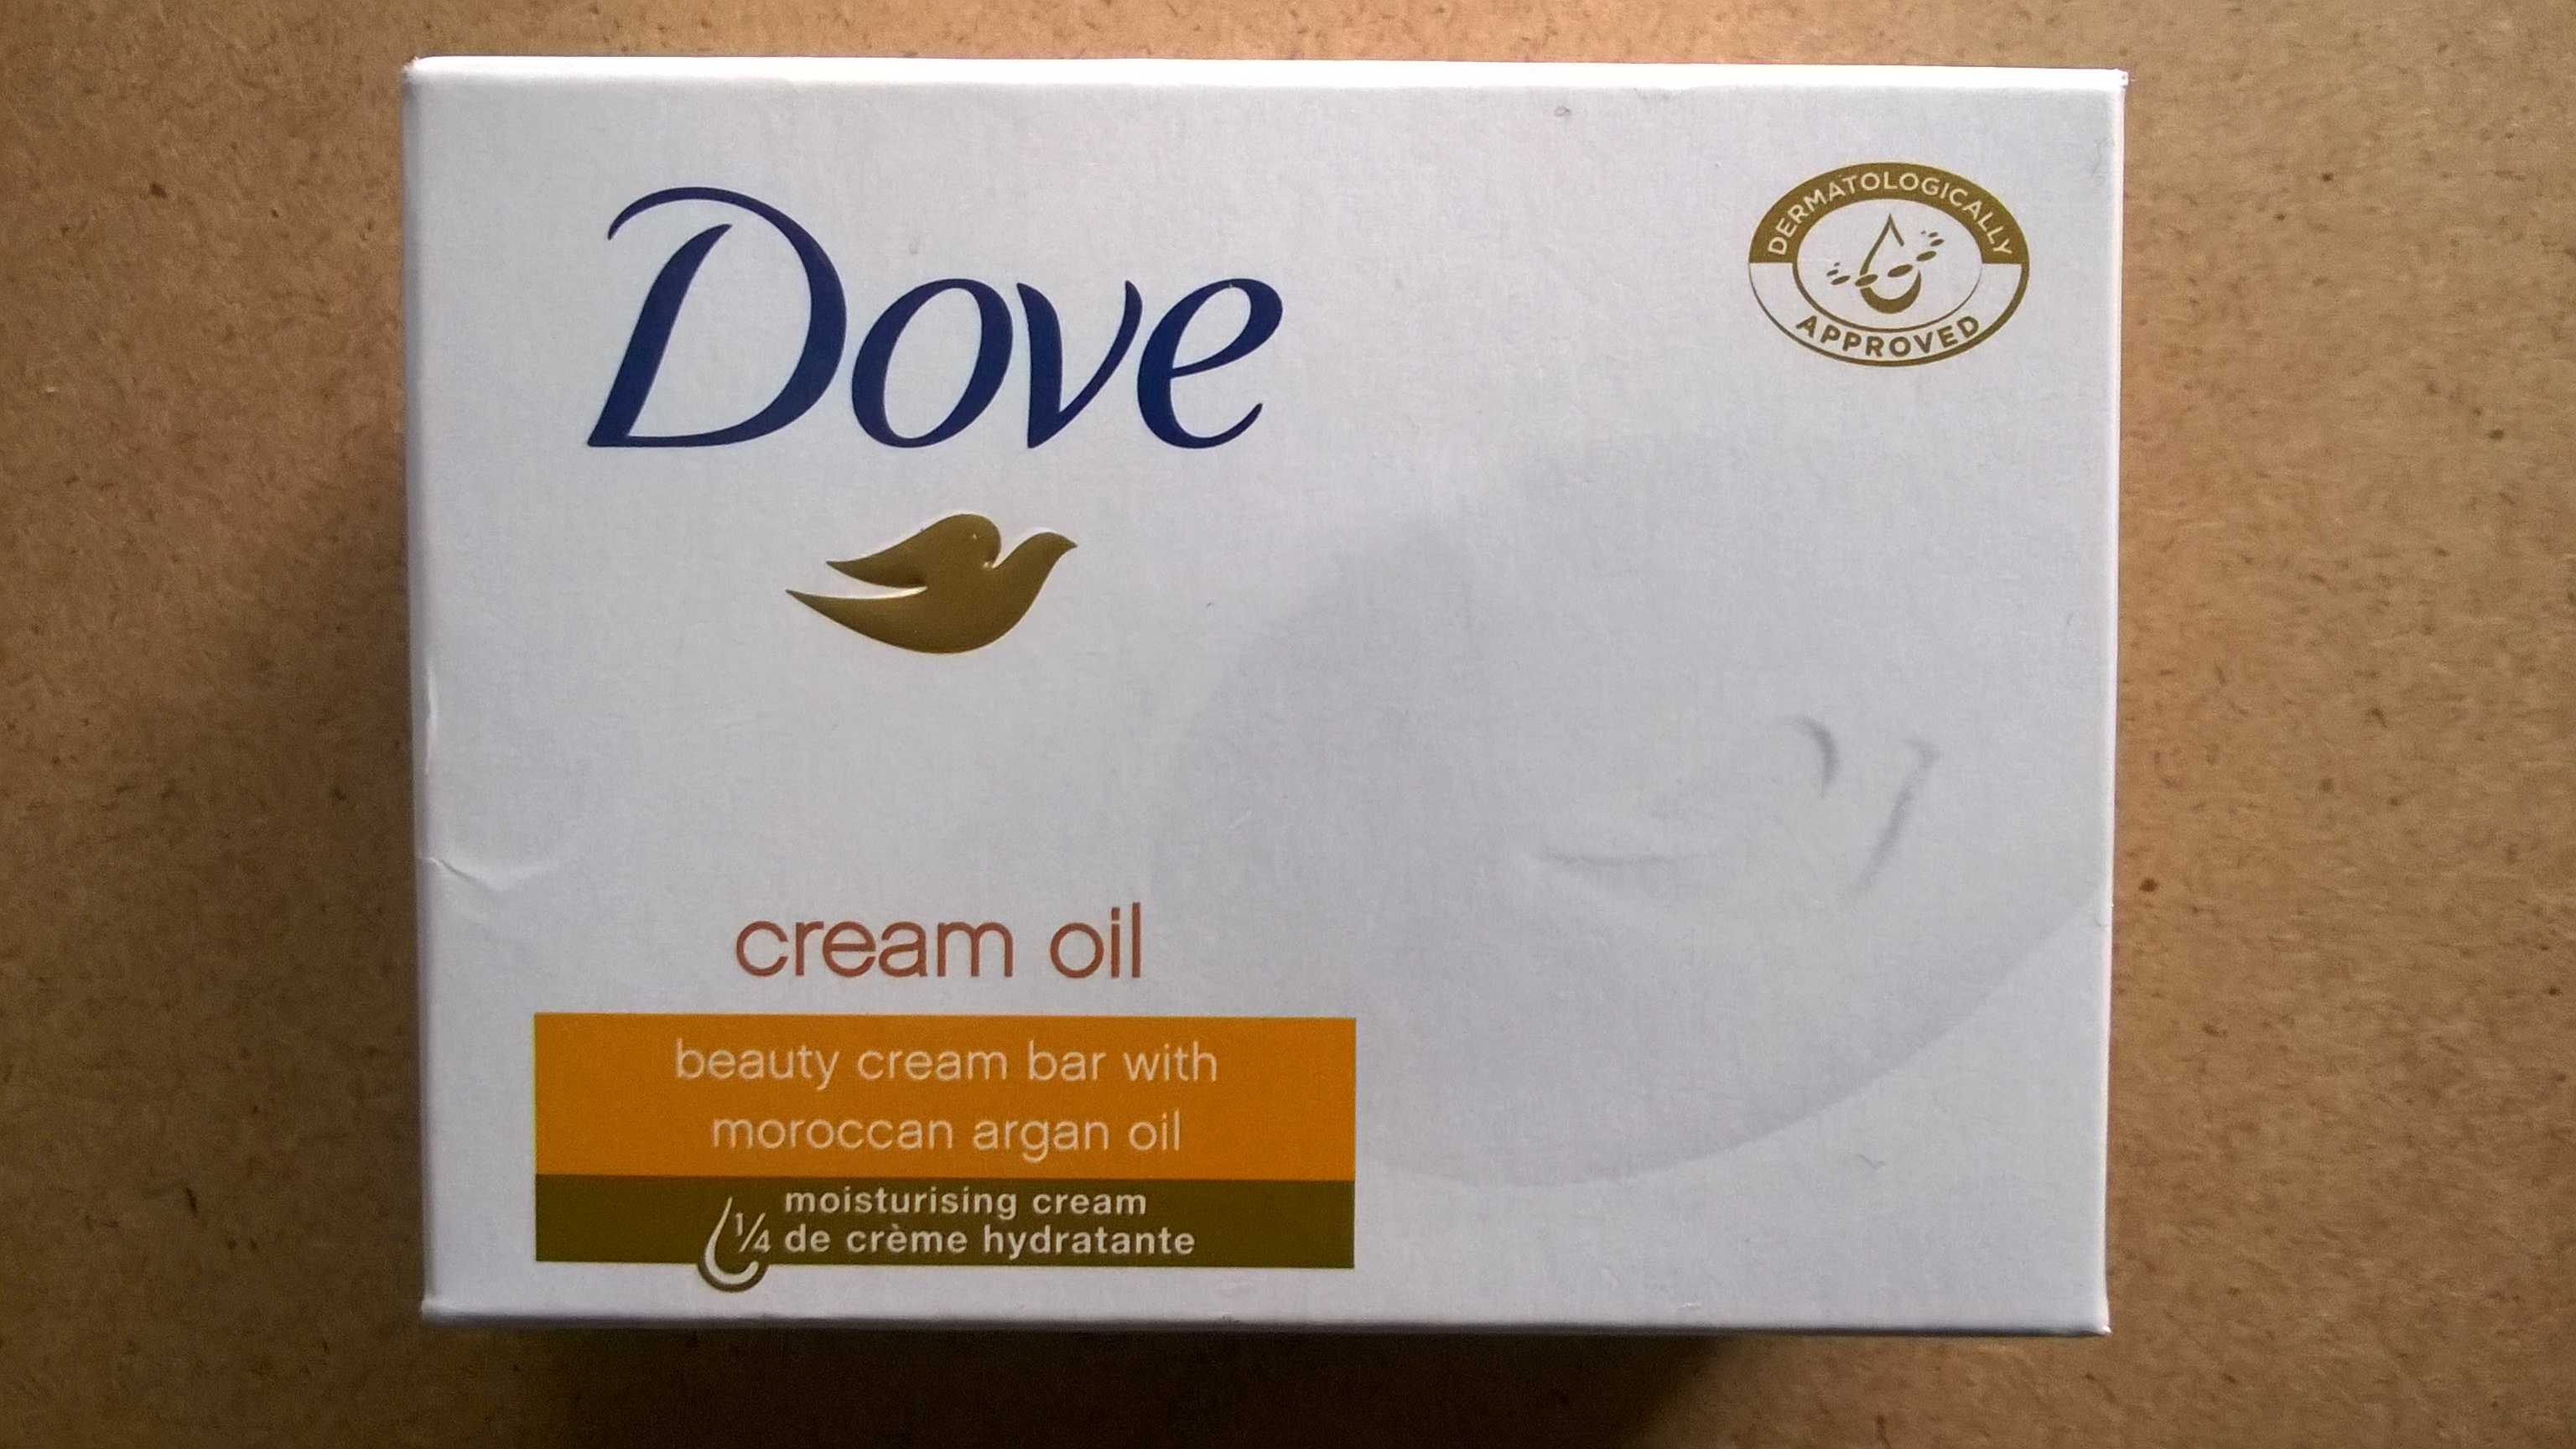 Dove
DERMATOLOGICALLY
APPROVED
cream oil
beauty cream bar with
moroccan argan oil
1/4 moisturising cream
de crème hydratante